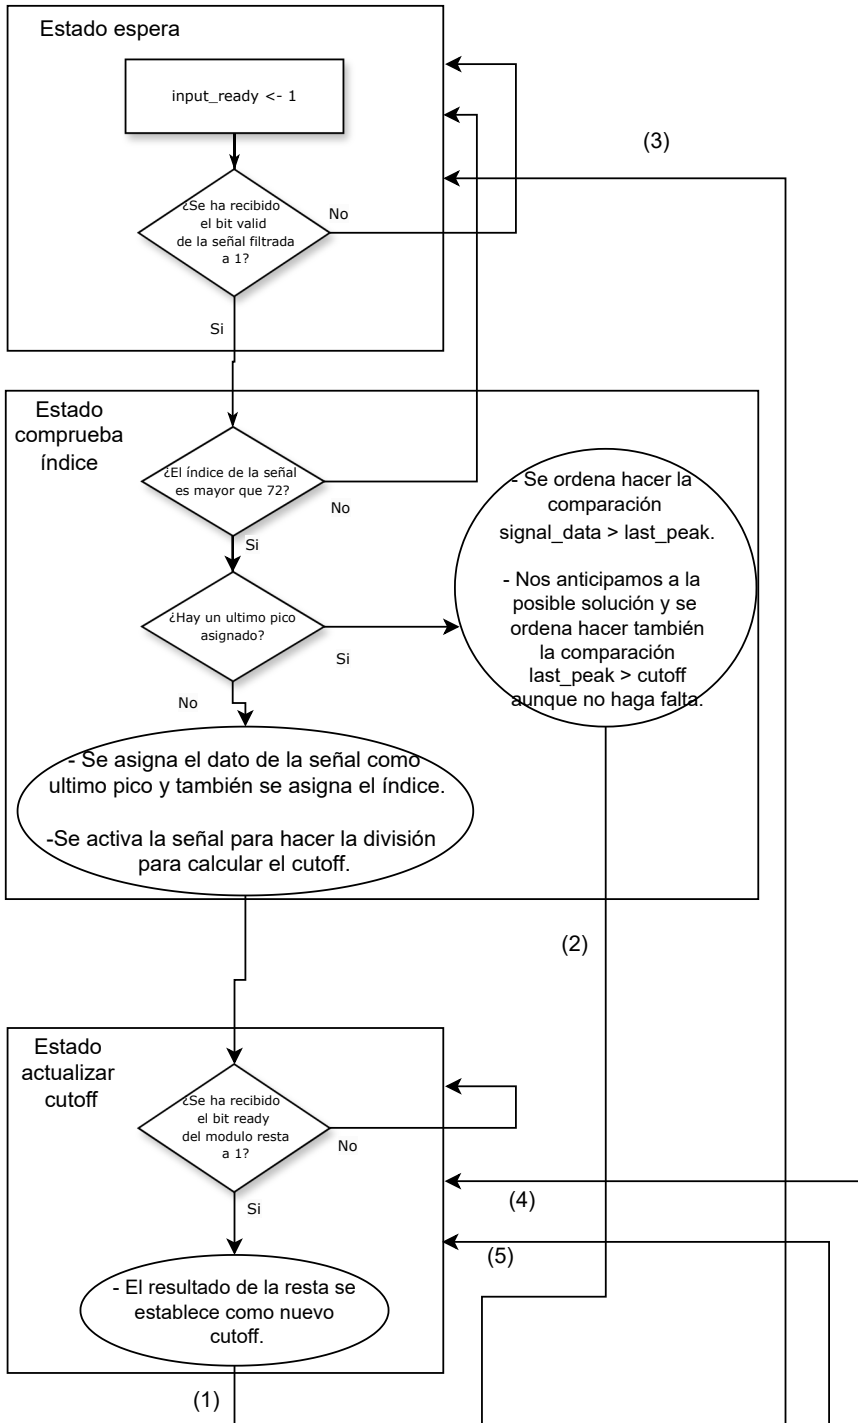 Estado espera
input_ready <- 1
(3)
¿Se ha recibido
el bit valid
de la señal filtrada
a 1?
No
Si
Estado
comprueba
índice
¿El índice de la señal
es mayor que 72?
No
Si
- Se ordena hacer la
comparación
signal_data > last_peak.
- Nos anticipamos a la
posible solución y se
ordena hacer también
la comparación
last_peak > cutoff
aunque no haga falta.
¿Hay un ultimo pico
asignado?
Si
No
- Se asigna el dato de la señal como
ultimo pico y también se asigna el índice.
-Se activa la señal para hacer la división
para calcular el cutoff.
(2)
Estado
actualizar
cutoff
¿Se ha recibido
el bit ready
del modulo resta
a 1?
No
Si
(4)
(5)
- El resultado de la resta se
establece como nuevo
cutoff.
(1)